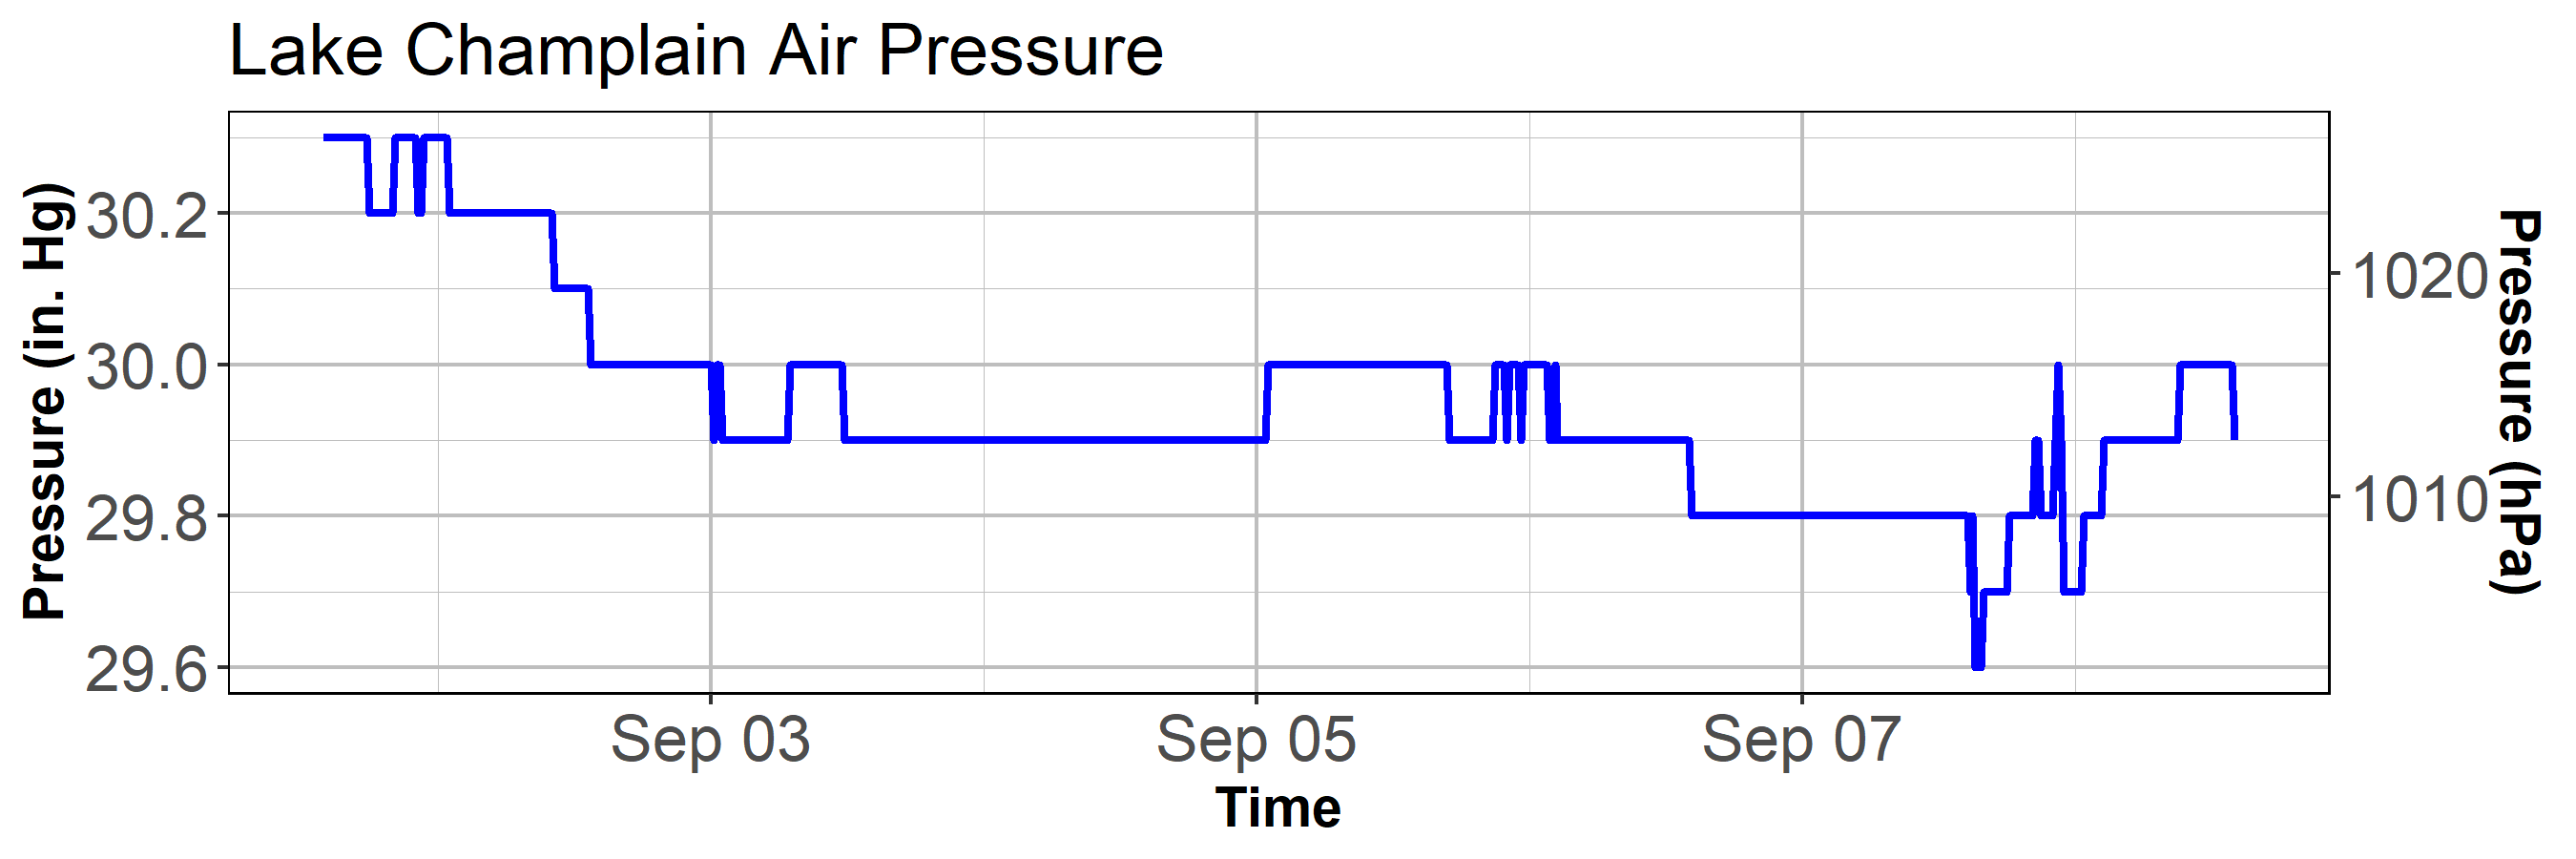 Lake Champlain Air Pressure
Pressure (in. Hg)
30.2
30.0
29.8
29.6
1020
1010
Pressure (hPa)
Sep 03 Sep 05 Sep 07
Time